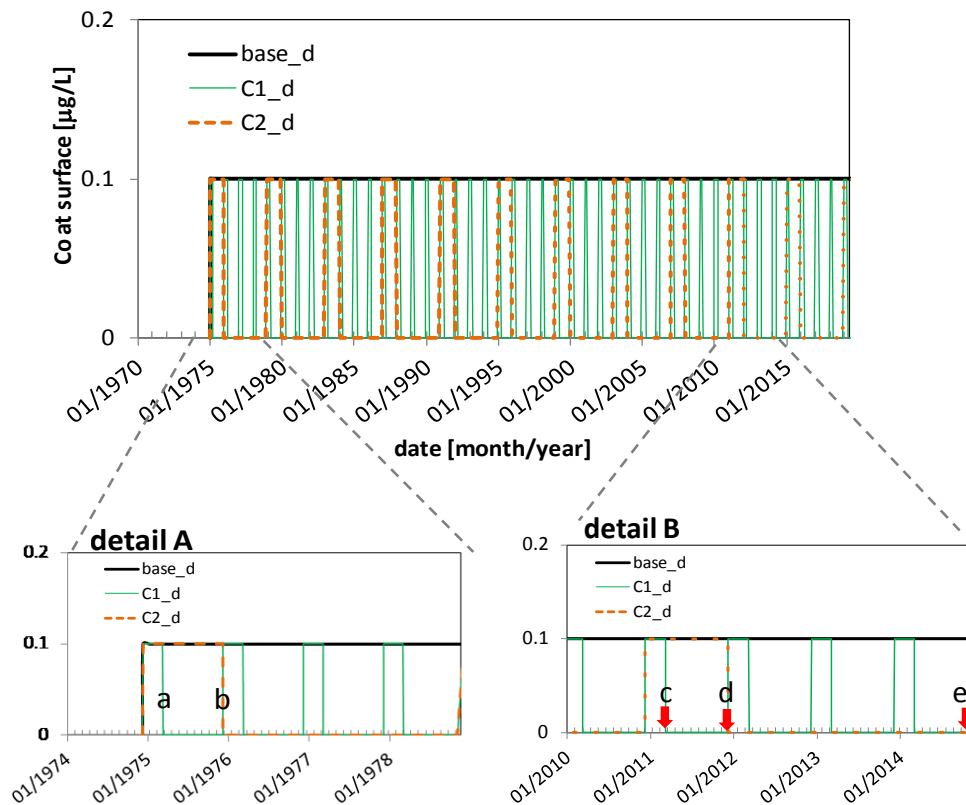 0.2
base_d
C1_d
C2_d
Co at surface [µg/L]
0.1
0
01/1970
01/1975
01/1980
01/1985
01/1990
01/1995
01/2000
01/2005
01/2010
01/2015
date [month/year]
detail A
0.2
base_d
C1_d
C2_d
0.1
a
b
0
01/1974
01/1975
01/1976
01/1977
01/1978
detail B
0.2
base_d
C1_d
C2_d
0.1
c
d
e
0
01/2010
01/2011
01/2012
01/2013
01/2014